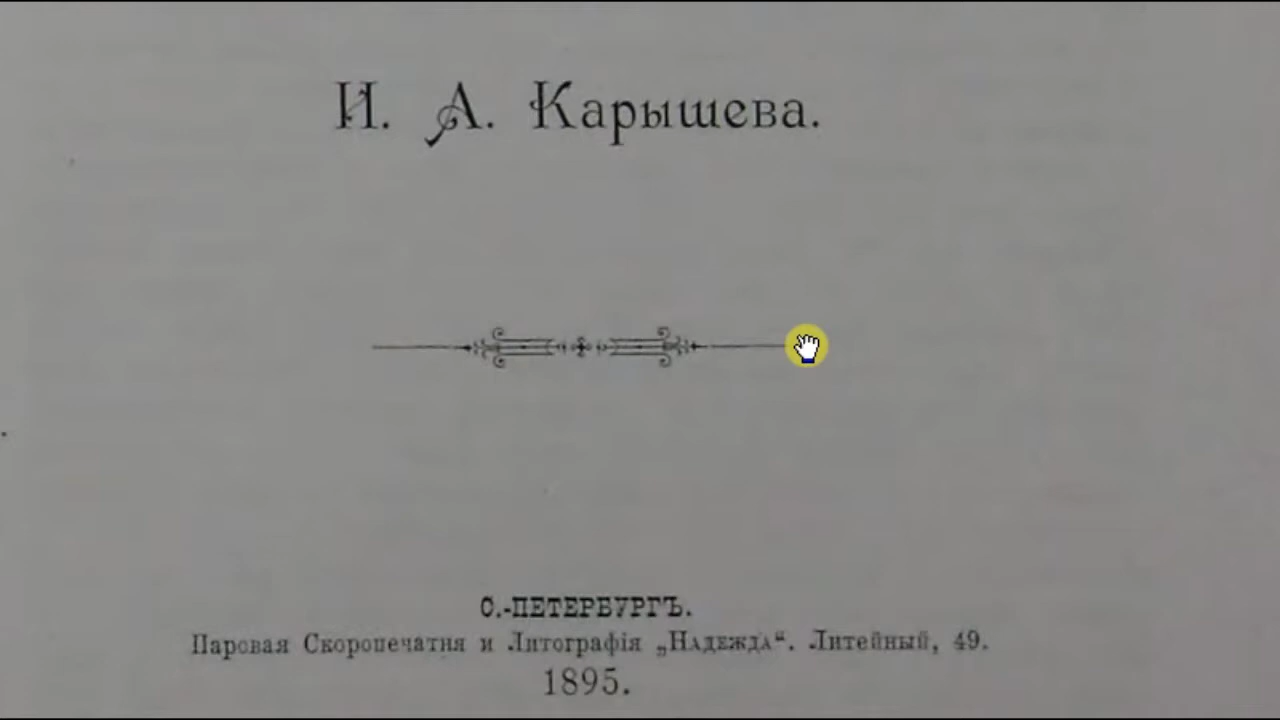 И. А. Карышева.
С.-ПЕТЕРБУРГЪ.
Паровая Скоропечатня и Литографія „НАДЕЖДА“. Литейный, 49.
1895.